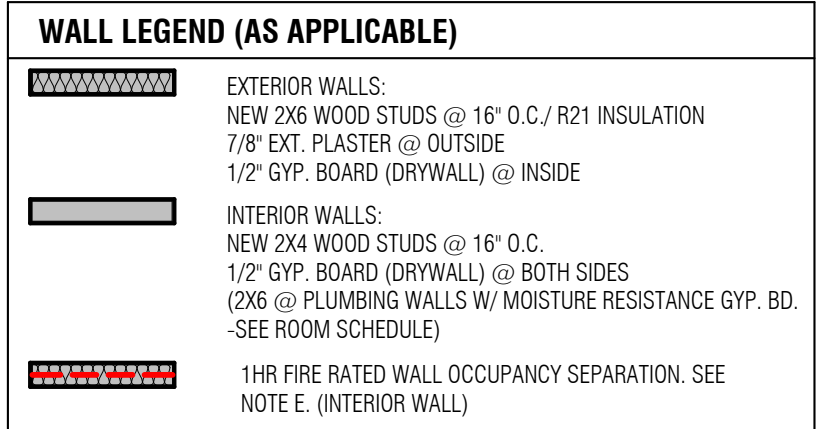 WALL LEGEND (AS APPLICABLE)
EXTERIOR WALLS:
NEW 2X6 WOOD STUDS @ 16" O.C./ R21 INSULATION
7/8" EXT. PLASTER @ OUTSIDE
1/2" GYP. BOARD (DRYWALL) @ INSIDE
INTERIOR WALLS:
NEW 2X4 WOOD STUDS @ 16" O.C.
1/2" GYP. BOARD (DRYWALL) @ BOTH SIDES
(2X6 @ PLUMBING WALLS W/ MOISTURE RESISTANCE GYP. BD.
-SEE ROOM SCHEDULE)
1HR FIRE RATED WALL OCCUPANCY SEPARATION. SEE
NOTE E. (INTERIOR WALL)